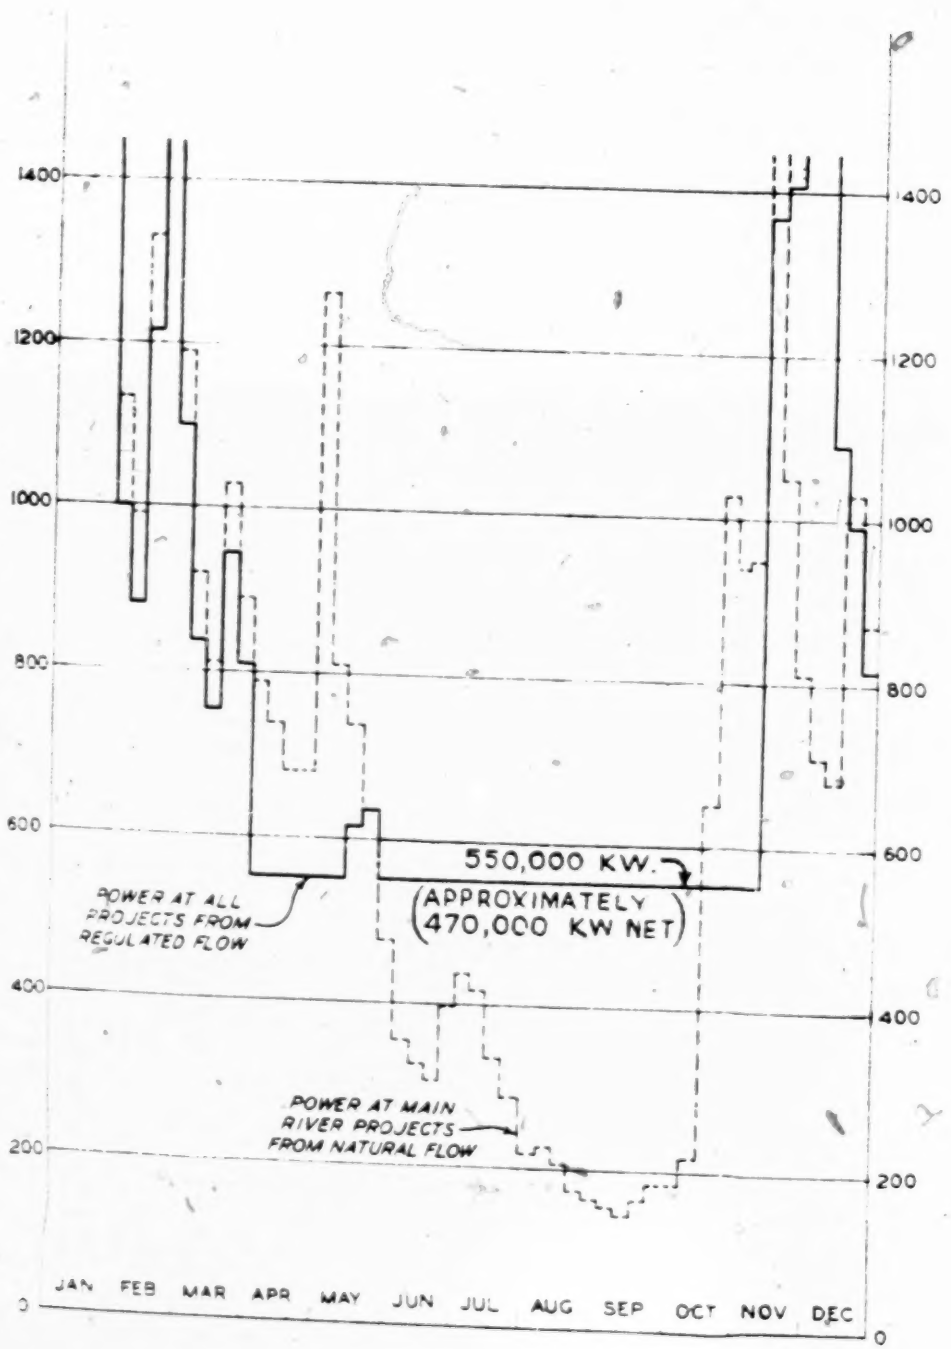 1400
1400
1200
1200
1000
1000
800
800
600
600
550,000 KW.
(APPROXIMATELY
470,000 KW NET)
POWER AT ALL
PROJECTS FROM
REGULATED FLOW
400
400
POWER AT MAIN
RIVER PROJECTS
FROM NATURAL FLOW
200
200
JAN FEB MAR APR MAY JUN JUL AUG SEP OCT NOV DEC
0
0